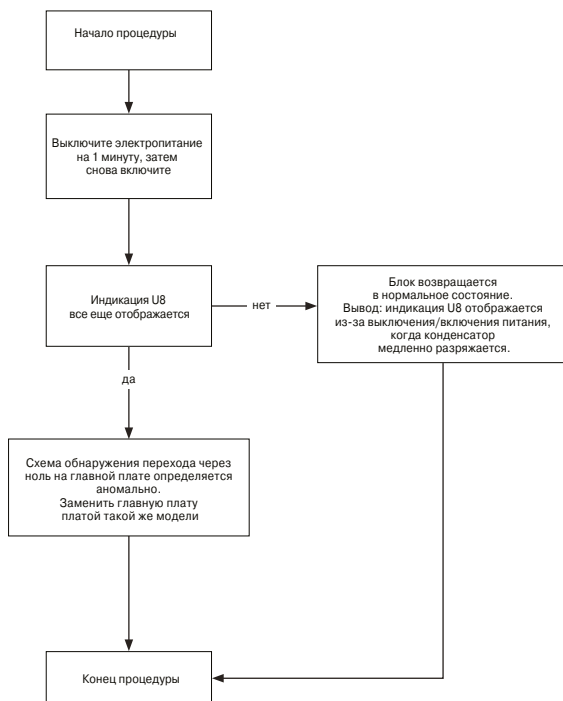 Начало процедуры
Выключите электропитание
на 1 минуту, затем
снова включите
Индикация U8
все еще отображается
нет
Блок возвращается
в нормальное состояние.
Вывод: индикация U8 отображается
из-за выключения/включения питания,
когда конденсатор
медленно разряжается.
да
Схема обнаружения перехода через
ноль на главной плате определяется
аномально.
Заменить главную плату
платой такой же модели
Конец процедуры